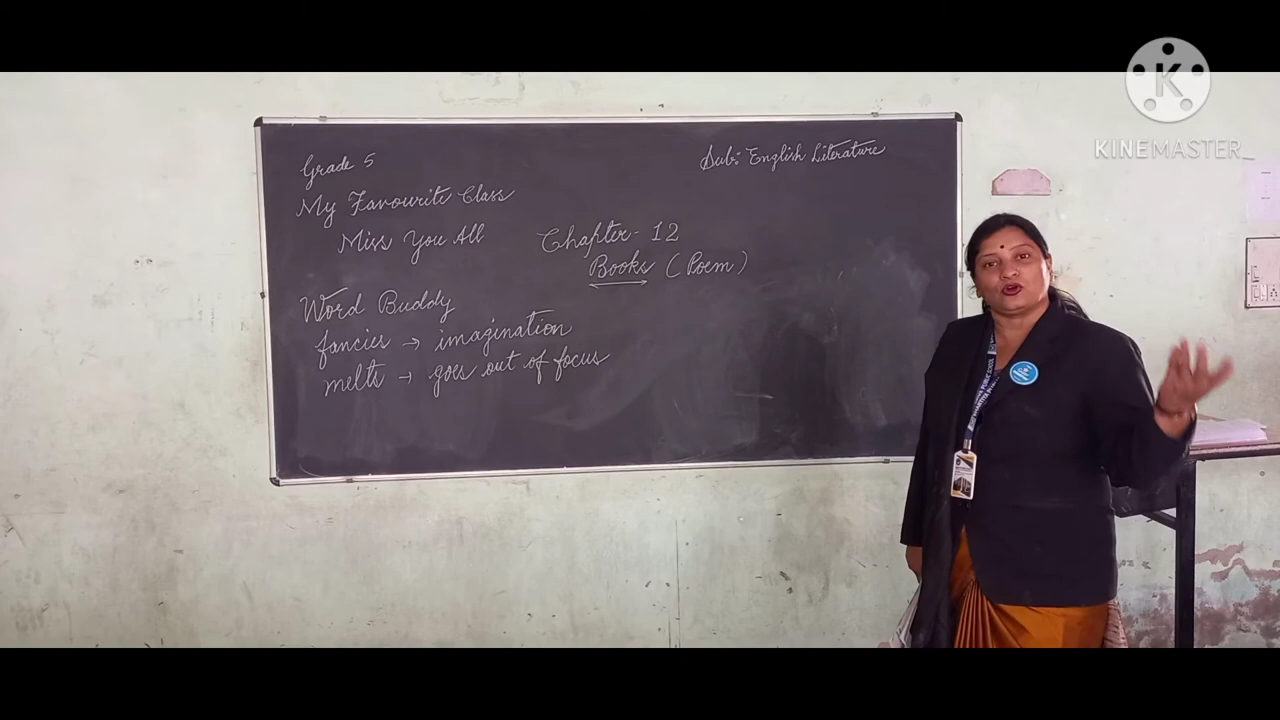 Grade 5
Sub: English Literature
My Favourite Class
Miss You All
Chapter - 12
Books (Poem)
Word Buddy
fancies → imagination
melts → goes out of focus
KINEMASTER